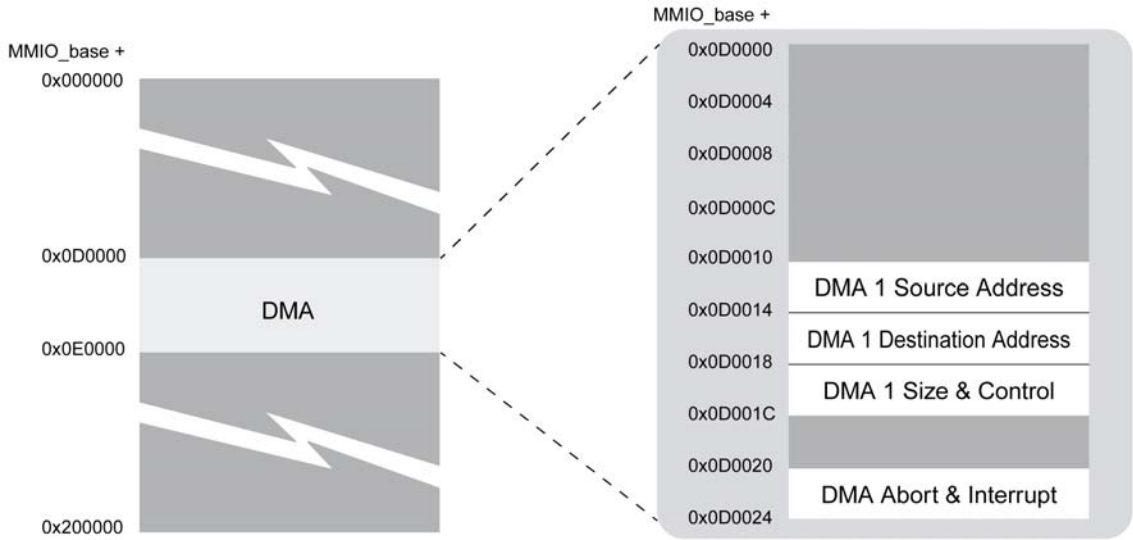 MMIO_base +
0x000000
0x0D0000
DMA
0x0E0000
0x200000
MMIO_base +
0x0D0000
0x0D0004
0x0D0008
0x0D000C
0x0D0010
DMA 1 Source Address
0x0D0014
DMA 1 Destination Address
0x0D0018
DMA 1 Size & Control
0x0D001C
0x0D0020
DMA Abort & Interrupt
0x0D0024